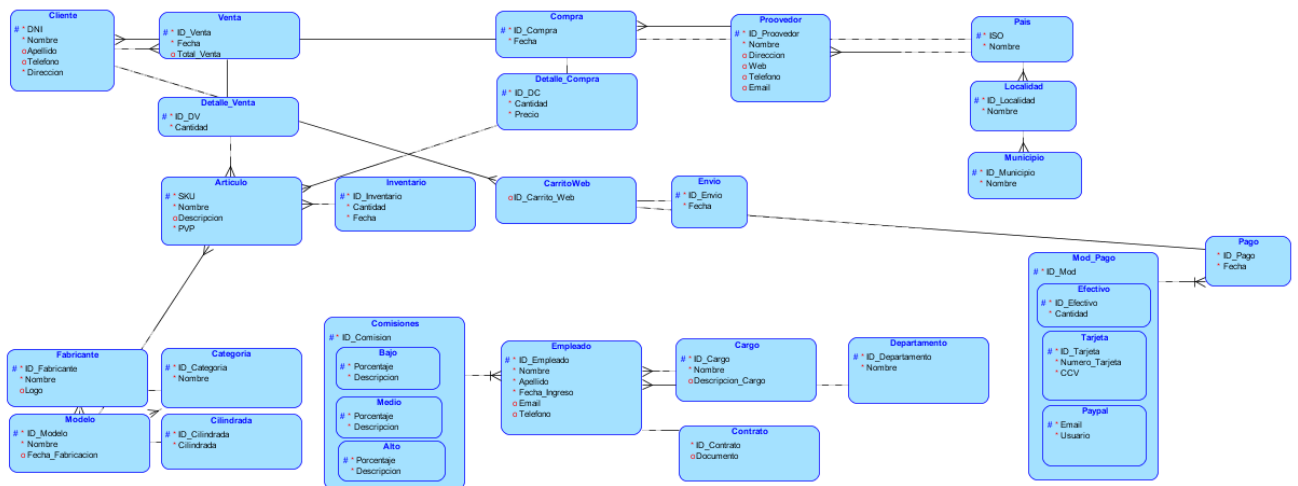 Cliente
# * DNI
* Nombre
o Apellido
o Telefono
* Direccion
Venta
# * ID_Venta
* Fecha
o Total_Venta
Compra
# * ID_Compra
* Fecha
Proovedor
# * ID_Proovedor
* Nombre
o Direccion
o Web
o Telefono
o Email
Pais
# * ISO
* Nombre
Detalle_Venta
# * ID_DV
* Cantidad
Detalle_Compra
# * ID_DC
* Cantidad
* Precio
Localidad
# * ID_Localidad
* Nombre
Municipio
# * ID_Municipio
* Nombre
Articulo
# * SKU
* Nombre
o Descripcion
* PVP
Inventario
# * ID_Inventario
* Cantidad
* Fecha
CarritoWeb
o ID_Carrito_Web
Envio
# * ID_Envio
* Fecha
Pago
* ID_Pago
* Fecha
Mod_Pago
# * ID_Mod
Efectivo
# * ID_Efectivo
* Cantidad
Tarjeta
# * ID_Tarjeta
* Numero_Tarjeta
* CCV
Paypal
# * Email
* Usuario
Fabricante
# * ID_Fabricante
* Nombre
o Logo
Categoria
# * ID_Categoria
* Nombre
Modelo
# * ID_Modelo
* Nombre
o Fecha_Fabricacion
Cilindrada
# * ID_Cilindrada
* Cilindrada
Comisiones
# * ID_Comision
Bajo
# * Porcentaje
* Descripcion
Medio
# * Porcentaje
* Descripcion
Alto
# * Porcentaje
* Descripcion
Empleado
# * ID_Empleado
* Nombre
* Apellido
* Fecha_Ingreso
o Email
o Telefono
Cargo
# * ID_Cargo
* Nombre
o Descripcion_Cargo
Departamento
# * ID_Departamento
* Nombre
Contrato
* ID_Contrato
o Documento